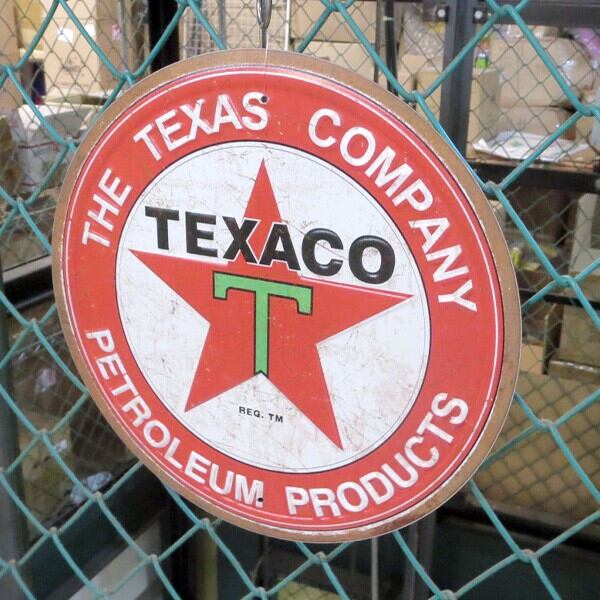 THE TEXAS COMPANY
TEXACO
T
REG. TM
PETROLEUM PRODUCTS